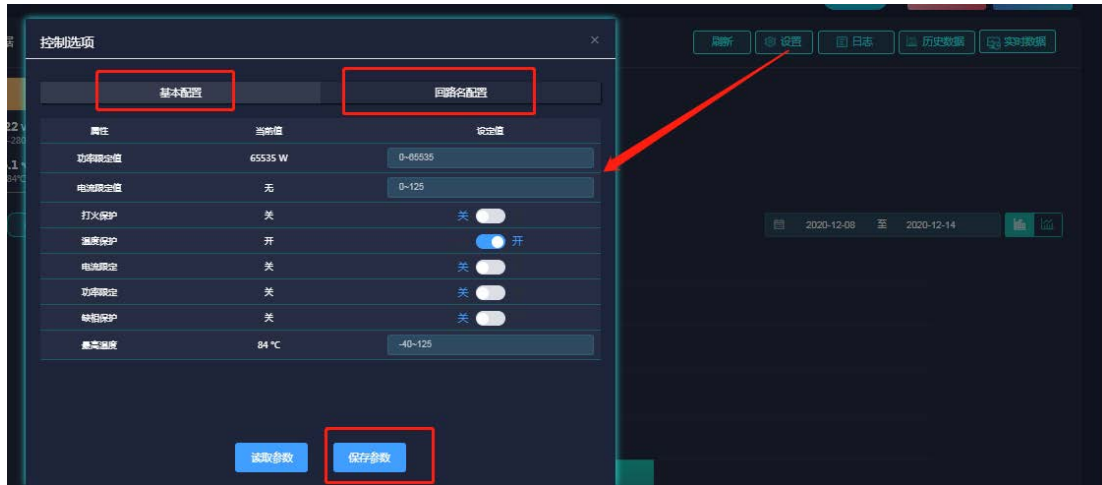 控制选项 ×
刷新 设置 日志 历史数据 实时数据
基本配置 回路名配置
属性 当前值 设定值
功率限定值 65535 W 0~65535
电流限定值 无 0~125
打火保护 关 关
温度保护 开 开
电流限定 关 关
功率限定 关 关
缺相保护 关 关
最高温度 84 ℃ -40~125
2020-12-08 至 2020-12-14
读取参数 保存参数